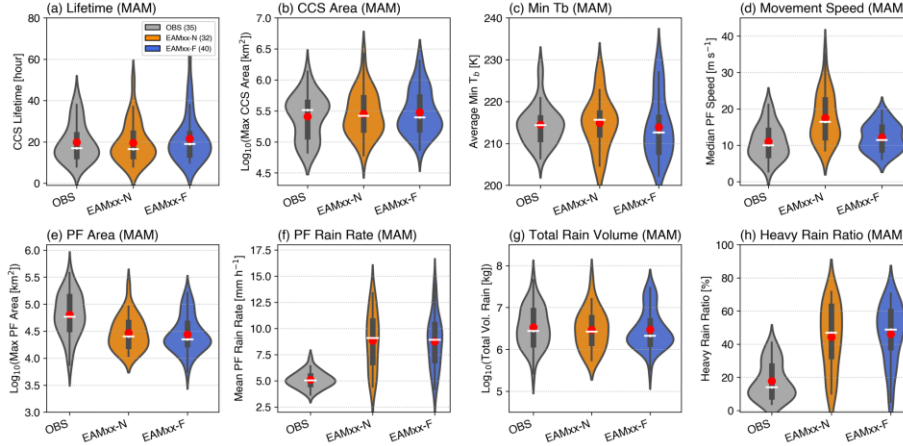 (a) Lifetime (MAM)
CCS Lifetime [hour]
80
60
40
20
0
OBS (35)
EAMxx-N (32)
EAMxx-F (40)
OBS
EAMxx-N
EAMxx-F
(b) CCS Area (MAM)
Log₁₀(Max CCS Area [km²])
7.0
6.5
6.0
5.5
5.0
4.5
OBS
EAMxx-N
EAMxx-F
(c) Min Tb (MAM)
Average Min T_b [K]
240
230
220
210
200
OBS
EAMxx-N
EAMxx-F
(d) Movement Speed (MAM)
Median PF Speed [m s⁻¹]
40
30
20
10
0
OBS
EAMxx-N
EAMxx-F
(e) PF Area (MAM)
Log₁₀(Max PF Area [km²])
6.0
5.5
5.0
4.5
4.0
3.5
3.0
OBS
EAMxx-N
EAMxx-F
(f) PF Rain Rate (MAM)
Mean PF Rain Rate [mm h⁻¹]
17.5
15.0
12.5
10.0
7.5
5.0
2.5
OBS
EAMxx-N
EAMxx-F
(g) Total Rain Volume (MAM)
Log₁₀(Total Vol. Rain [kg])
9
8
7
6
5
OBS
EAMxx-N
EAMxx-F
(h) Heavy Rain Ratio (MAM)
Heavy Rain Ratio [%]
100
80
60
40
20
0
OBS
EAMxx-N
EAMxx-F